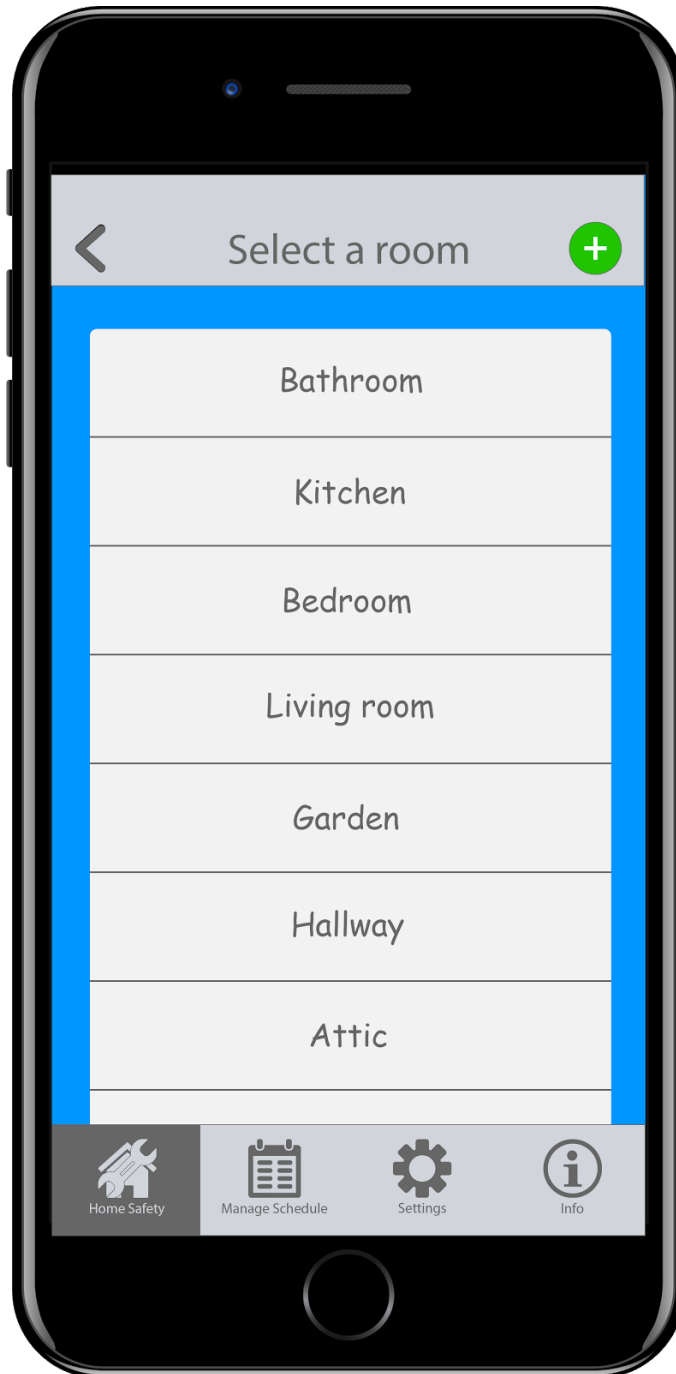 Select a room
Bathroom
Kitchen
Bedroom
Living room
Garden
Hallway
Attic
Home Safety
Manage Schedule
Settings
Info